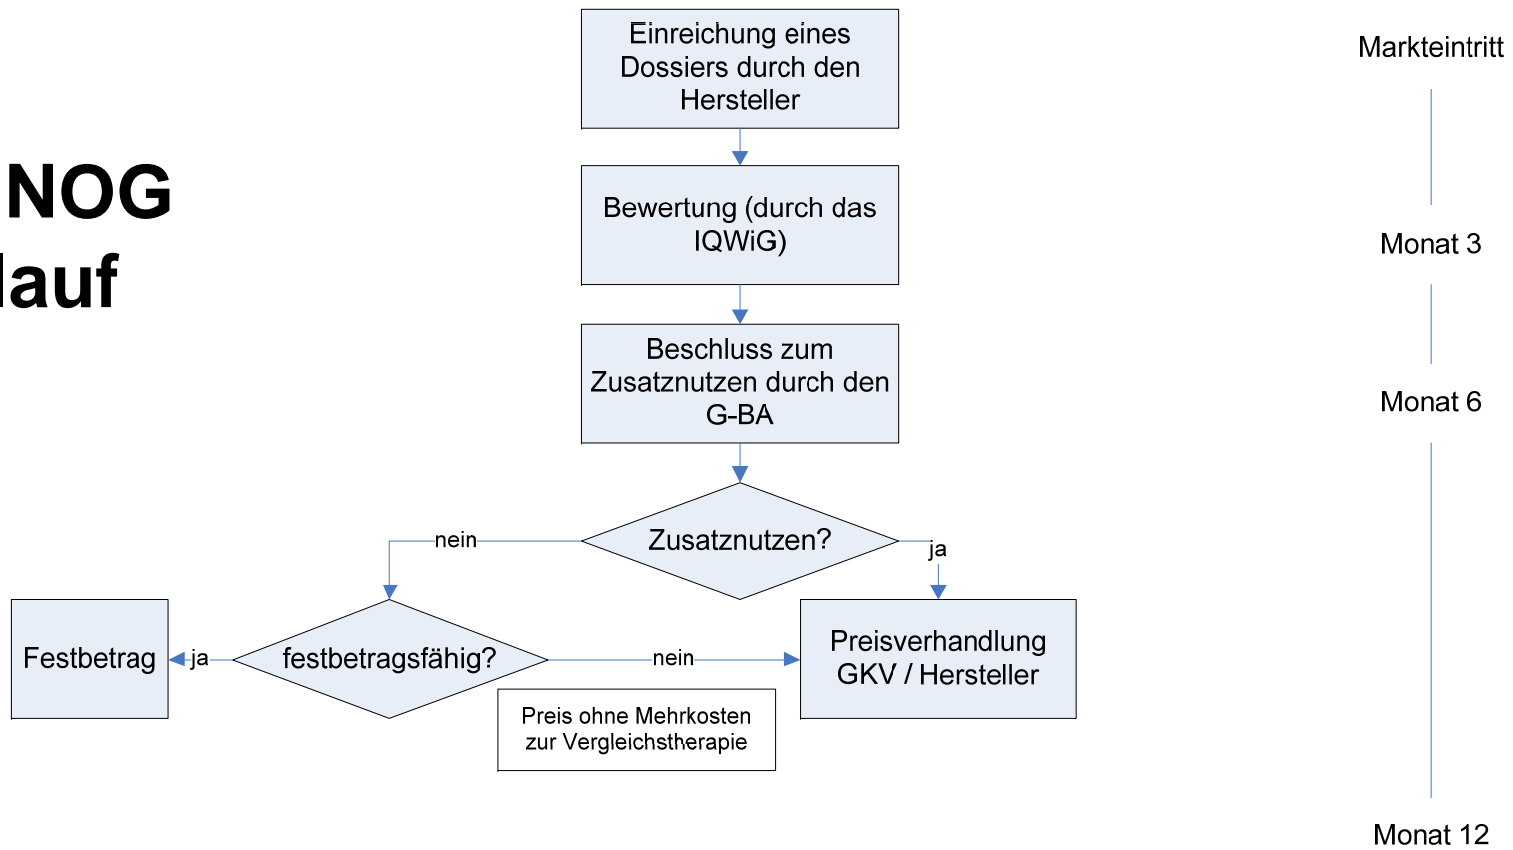 Einreichung eines
Dossiers durch den
Hersteller
Markteintritt
NOG
lauf
Bewertung (durch das
IQWiG)
Monat 3
Beschluss zum
Zusatznutzen durch den
G-BA
Monat 6
Zusatznutzen?
nein
ja
Festbetrag
ja
festbetragsfähig?
nein
Preisverhandlung
GKV / Hersteller
Preis ohne Mehrkosten
zur Vergleichstherapie
Monat 12